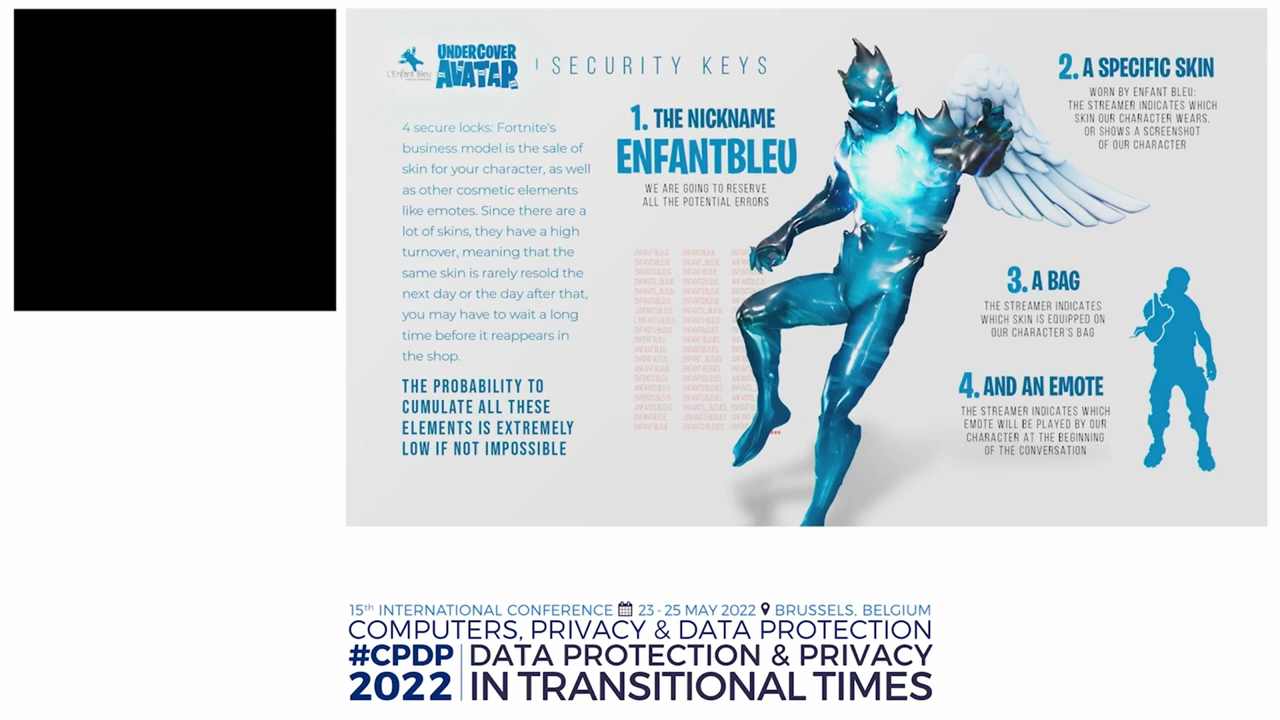 L'Enfant Bleu
UNDERCOVER
AVATAR
SECURITY KEYS
4 secure locks: Fortnite's
business model is the sale of
skin for your character, as well
as other cosmetic elements
like emotes. Since there are a
lot of skins, they have a high
turnover, meaning that the
same skin is rarely resold the
next day or the day after that,
you may have to wait a long
time before it reappears in
the shop.
THE PROBABILITY TO
CUMULATE ALL THESE
ELEMENTS IS EXTREMELY
LOW IF NOT IMPOSSIBLE
1. THE NICKNAME
ENFANTBLEU
WE ARE GOING TO RESERVE
ALL THE POTENTIAL ERRORS
2. A SPECIFIC SKIN
WORN BY ENFANT BLEU:
THE STREAMER INDICATES WHICH
SKIN OUR CHARACTER WEARS,
OR SHOWS A SCREENSHOT
OF OUR CHARACTER
3. A BAG
THE STREAMER INDICATES
WHICH SKIN IS EQUIPPED ON
OUR CHARACTER'S BAG
4. AND AN EMOTE
THE STREAMER INDICATES WHICH
EMOTE WILL BE PLAYED BY OUR
CHARACTER AT THE BEGINNING
OF THE CONVERSATION
15th INTERNATIONAL CONFERENCE 23 - 25 MAY 2022 BRUSSELS, BELGIUM
COMPUTERS, PRIVACY & DATA PROTECTION
#CPDP DATA PROTECTION & PRIVACY
2022 IN TRANSITIONAL TIMES